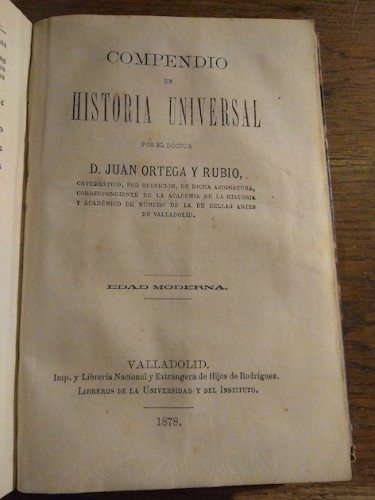 COMPENDIO
DE
HISTORIA UNIVERSAL
POR EL DOCTOR
D. JUAN ORTEGA Y RUBIO,
CATEDRÁTICO, POR OPOSICION, DE DICHA ASIGNATURA,
CORRESPONDIENTE DE LA ACADEMIA DE LA HISTORIA
Y ACADÉMICO DE NÚMERO DE LA DE BELLAS ARTES
DE VALLADOLID.
EDAD MODERNA.
VALLADOLID.
Imp. y Librería Nacional y Extrangera de Hijos de Rodriguez,
LIBREROS DE LA UNIVERSIDAD Y DEL INSTITUTO.
1878.